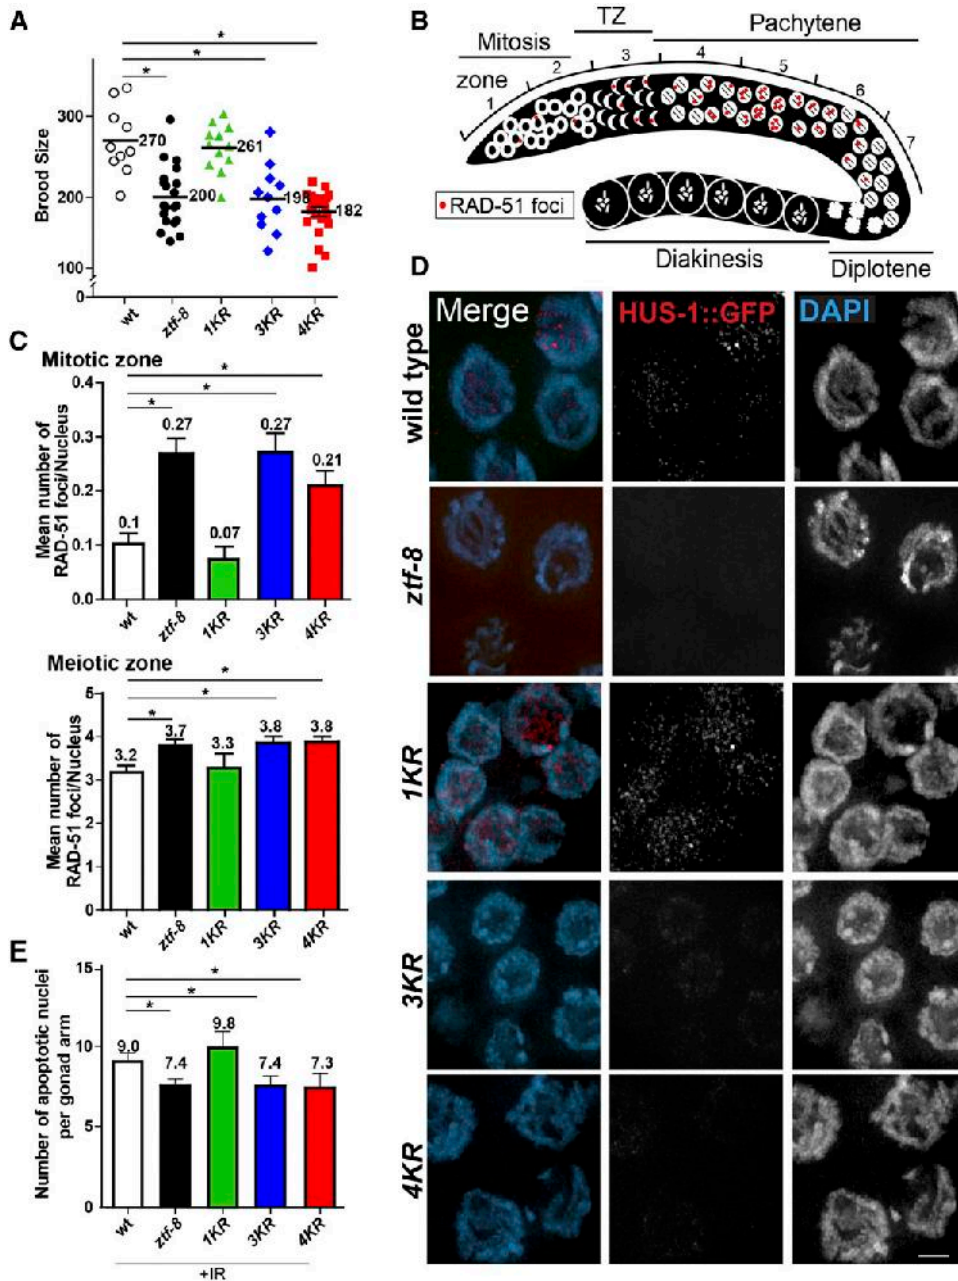 A
*
*
*
300
200
100
0
Brood Size
270
200
261
198
182
wt
ztf-8
1KR
3KR
4KR
B
TZ
Pachytene
Mitosis
zone
1
2
3
4
5
6
7
RAD-51 foci
Diakinesis
Diplotene
C
Mitotic zone
*
*
*
0.4
0.3
0.2
0.1
0.0
Mean number of
RAD-51 foci/Nucleus
0.1
0.27
0.07
0.27
0.21
wt
ztf-8
1KR
3KR
4KR
Meiotic zone
*
*
*
5
4
3
2
1
0
Mean number of
RAD-51 foci/Nucleus
3.2
3.7
3.3
3.8
3.8
wt
ztf-8
1KR
3KR
4KR
D
Merge
HUS-1::GFP
DAPI
wild type
ztf-8
1KR
3KR
4KR
E
*
*
*
15
10
5
0
Number of apoptotic nuclei
per gonad arm
9.0
7.4
9.8
7.4
7.3
wt
ztf-8
1KR
3KR
4KR
+IR